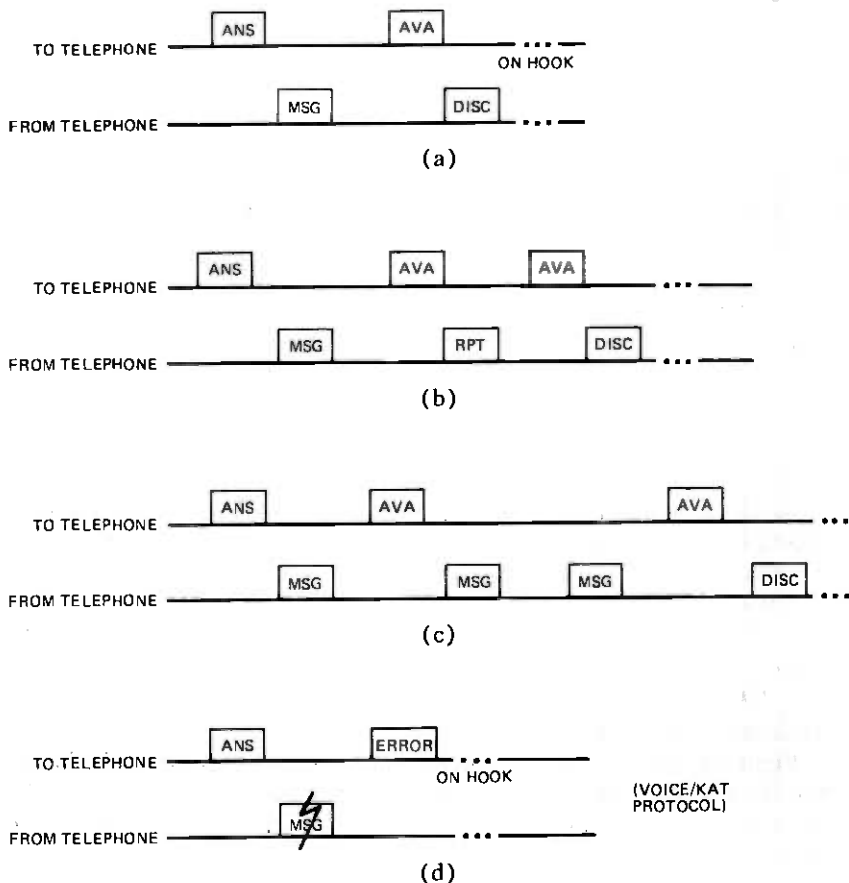 ANS AVA
TO TELEPHONE
ON HOOK
MSG DISC
FROM TELEPHONE
(a)
ANS AVA AVA
TO TELEPHONE
MSG RPT DISC
FROM TELEPHONE
(b)
ANS AVA AVA
TO TELEPHONE
MSG MSG MSG DISC
FROM TELEPHONE
(c)
ANS ERROR
TO TELEPHONE
ON HOOK
(VOICE/KAT
PROTOCOL)
MSG
FROM TELEPHONE
(d)